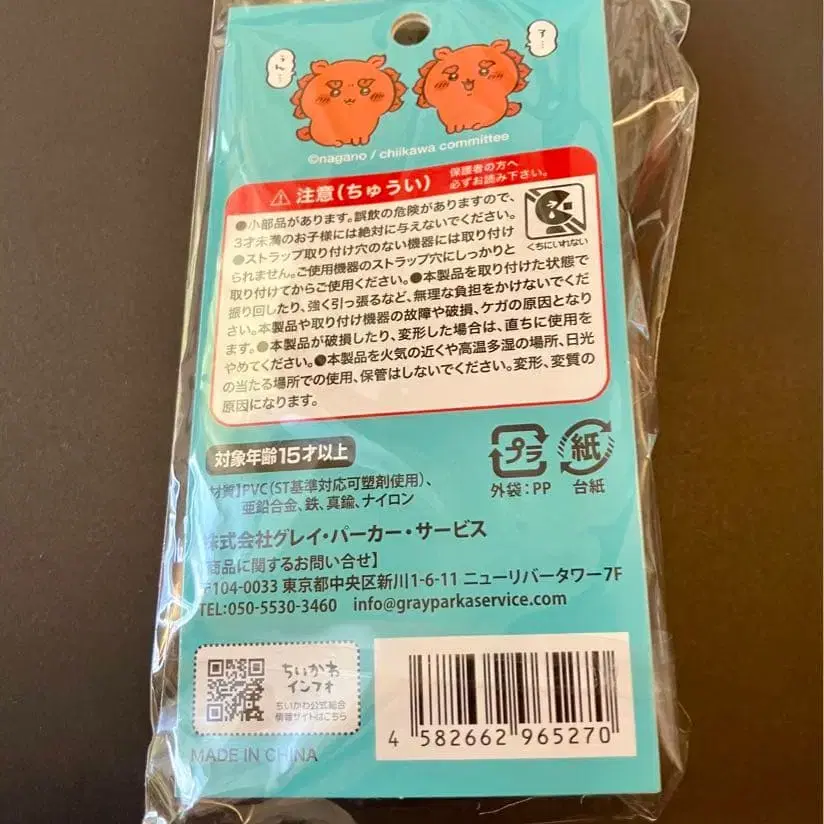 うん…
了…
©nagano / chiikawa committee
注意（ちゅうい）
保護者の方へ
必ずお読み下さい。
●小部品があります。誤飲の危険がありますので、
3才未満のお子様には絶対に与えないでください。
●ストラップ取り付け穴のない機器には取り付け
られません。ご使用機器のストラップ穴にしっかりと
取り付けてからご使用ください。●本製品を取り付けた状態で
振り回したり、強く引っ張るなど、無理な負担をかけないでくだ
さい。本製品や取り付け機器の故障や破損、ケガの原因となり
ます。●本製品が破損したり、変形した場合は、直ちに使用を
やめてください。●本製品を火気の近くや高温多湿の場所、日光
の当たる場所での使用、保管はしないでください。変形、変質の
原因になります。
くちにいれない
対象年齢15才以上
プラ
紙
外袋：PP
台紙
材質】PVC（ST基準対応可塑剤使用）、
亜鉛合金、鉄、真鍮、ナイロン
株式会社グレイ・パーカー・サービス
【商品に関するお問い合せ】
〒104-0033 東京都中央区新川1-6-11 ニューリバータワー7F
TEL:050-5530-3460 info@grayparkaservice.com
ちいかわ
インフォ
ちいかわ公式総合
情報サイトはこちら
4 582662 965270
MADE IN CHINA